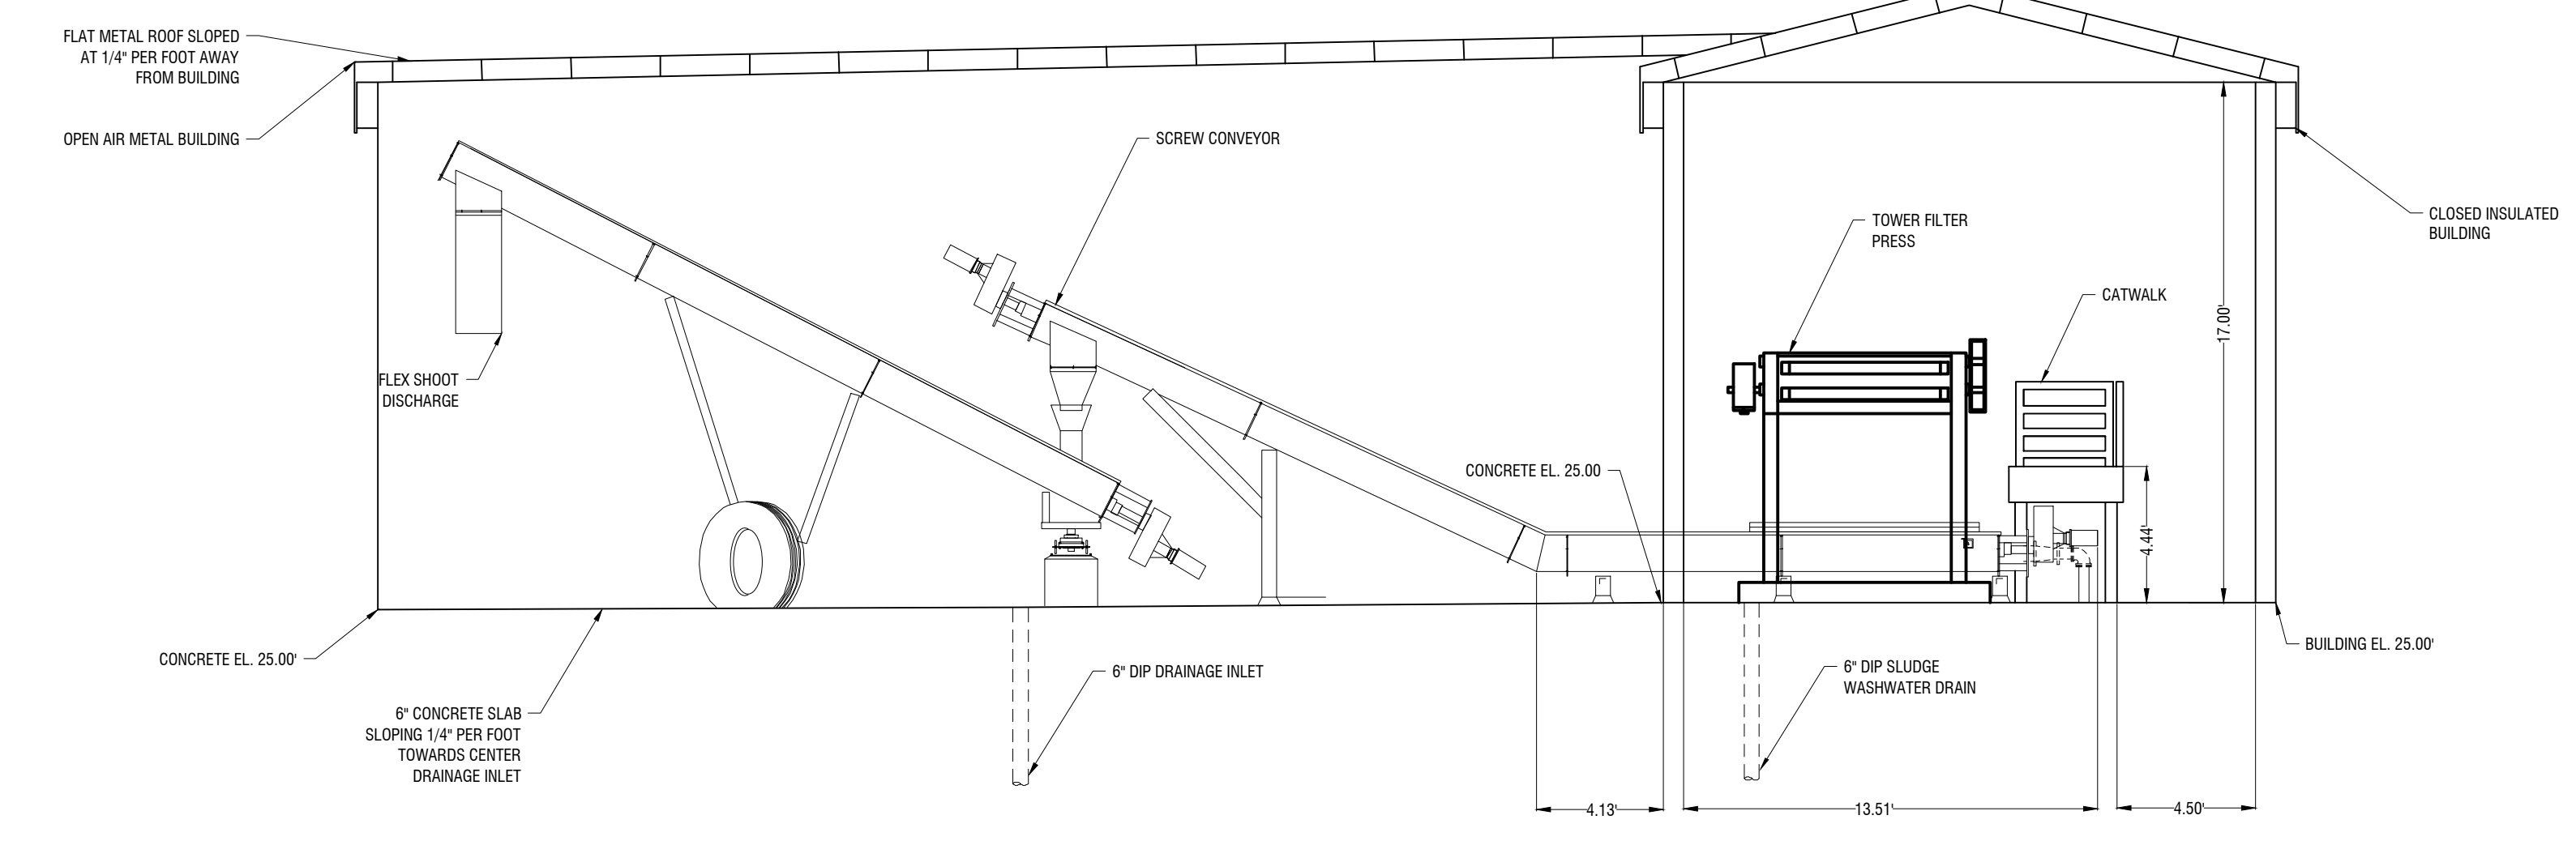 FLAT METAL ROOF SLOPED
AT 1/4" PER FOOT AWAY
FROM BUILDING
OPEN AIR METAL BUILDING
SCREW CONVEYOR
TOWER FILTER
PRESS
CLOSED INSULATED
BUILDING
CATWALK
17.00'
FLEX SHOOT
DISCHARGE
CONCRETE EL. 25.00
4.44'
CONCRETE EL. 25.00'
BUILDING EL. 25.00'
6" DIP DRAINAGE INLET
6" DIP SLUDGE
WASHWATER DRAIN
6" CONCRETE SLAB
SLOPING 1/4" PER FOOT
TOWARDS CENTER
DRAINAGE INLET
4.13'
13.51'
4.50'